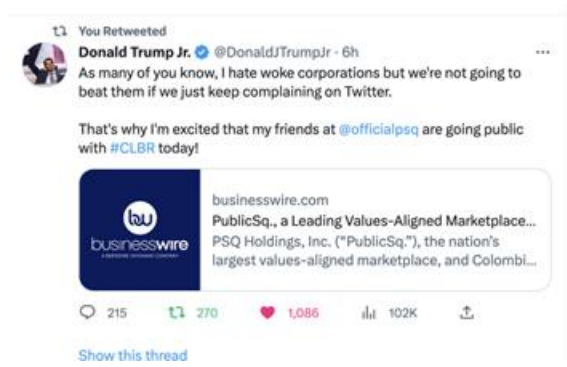 You Retweeted
Donald Trump Jr. @DonaldJTrumpJr · 6h
As many of you know, I hate woke corporations but we're not going to
beat them if we just keep complaining on Twitter.
That's why I'm excited that my friends at @officialpsq are going public
with #CLBR today!
businesswire.com
bw
PublicSq., a Leading Values-Aligned Marketplace...
businesswire
PSQ Holdings, Inc. ("PublicSq."), the nation's
A BERKSHIRE HATHAWAY COMPANY
largest values-aligned marketplace, and Colombi...
215 270 1,086 102K
Show this thread